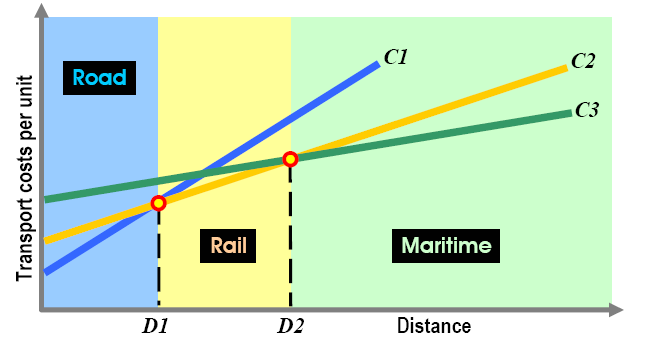 Transport costs per unit
Road
Rail
Maritime
C1
C2
C3
D1
D2
Distance